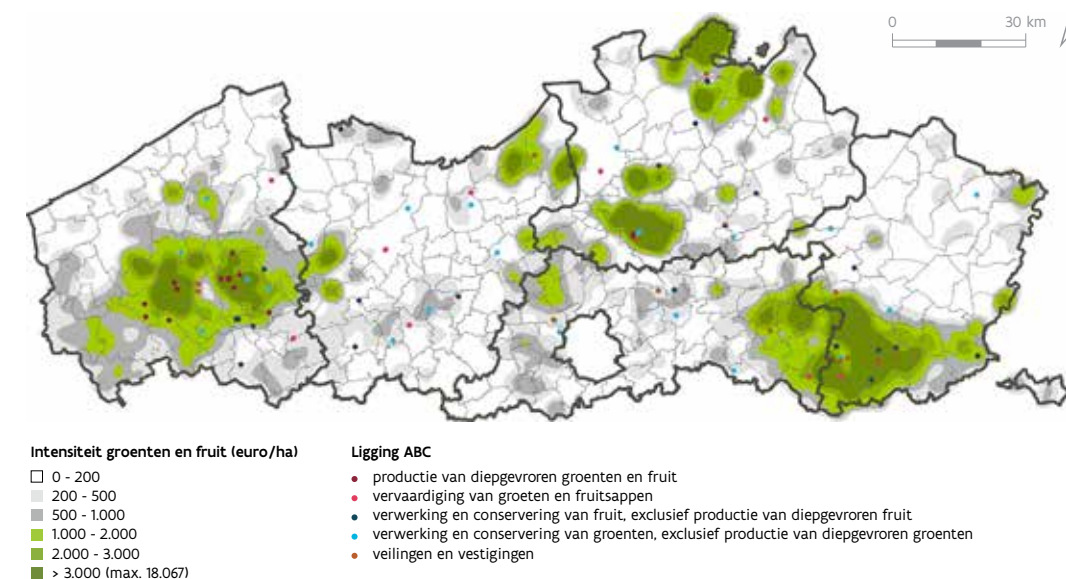 0 30 km
Intensiteit groenten en fruit (euro/ha)
0 - 200
200 - 500
500 - 1.000
1.000 - 2.000
2.000 - 3.000
> 3.000 (max. 18.067)
Ligging ABC
productie van diepgevroren groenten en fruit
vervaardiging van groeten en fruitsappen
verwerking en conservering van fruit, exclusief productie van diepgevroren fruit
verwerking en conservering van groenten, exclusief productie van diepgevroren groenten
veilingen en vestigingen